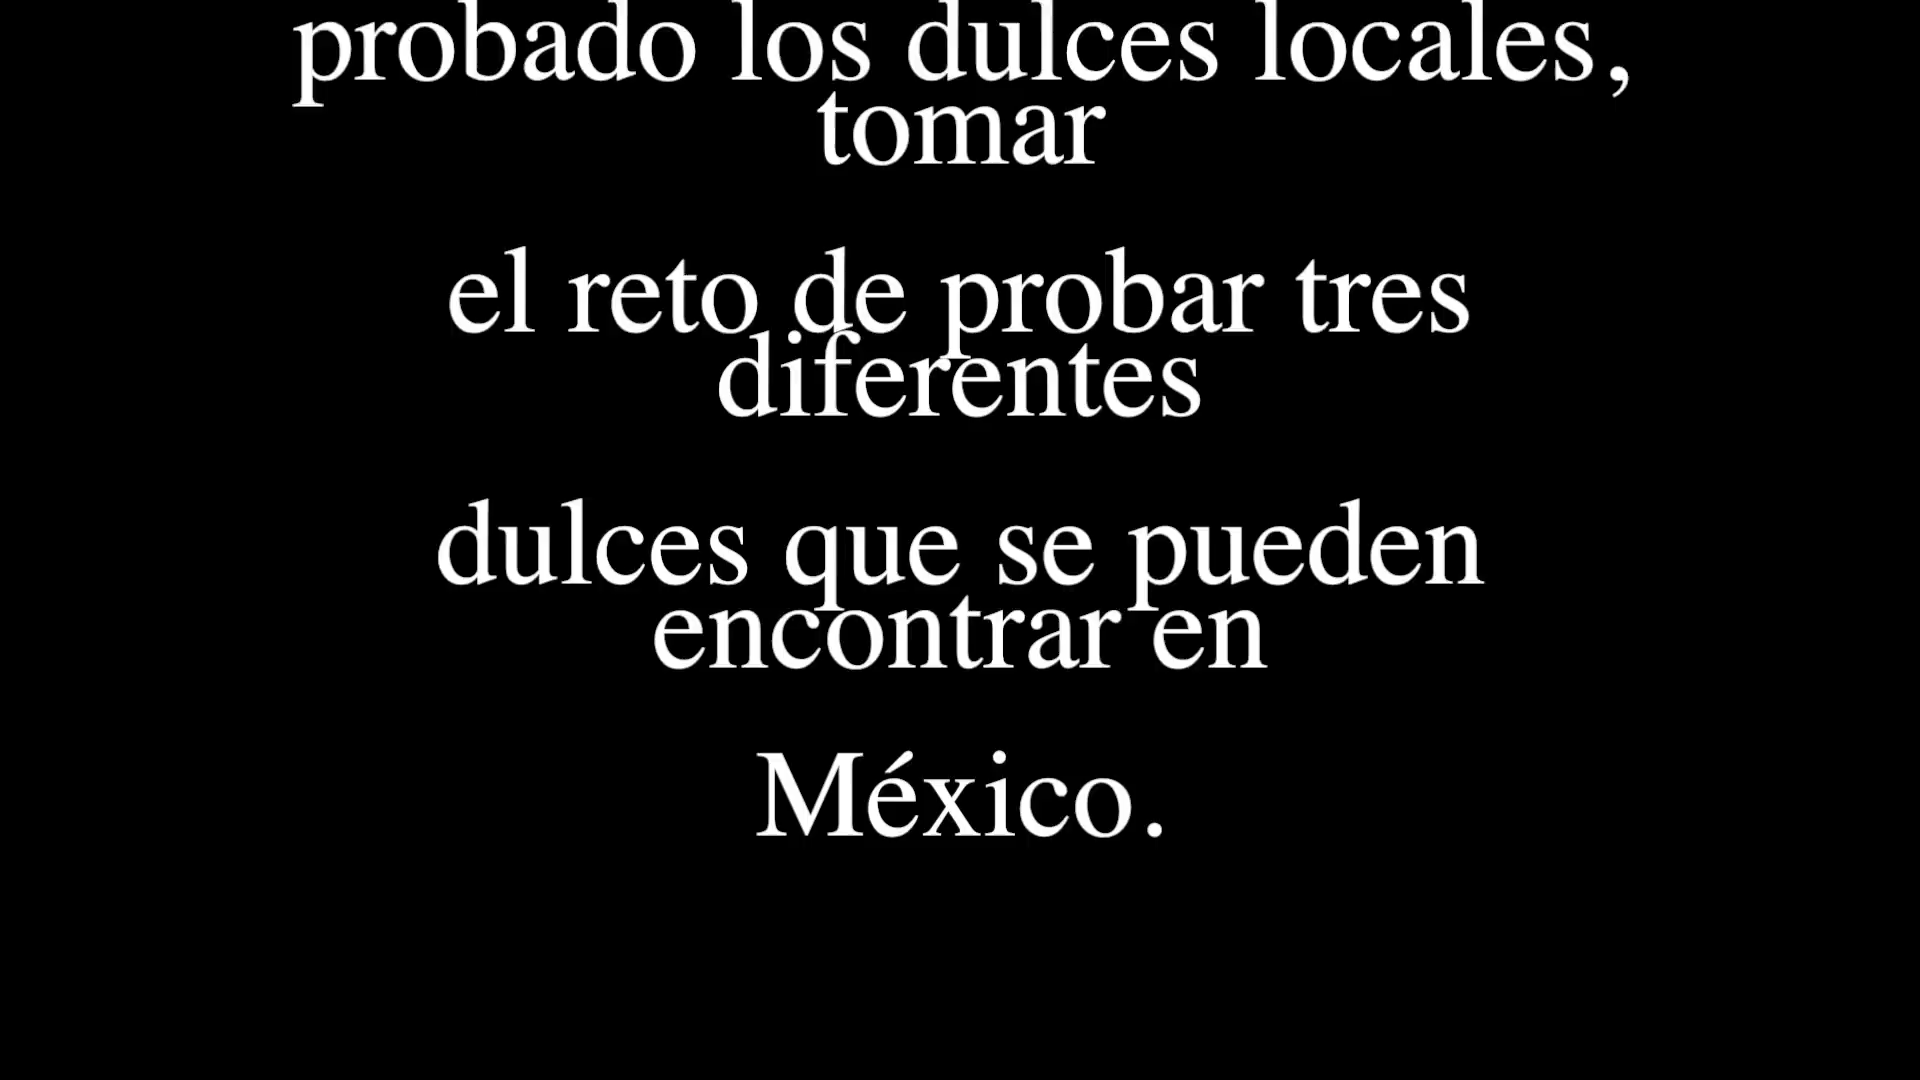 probado los dulces locales,
tomar
el reto de probar tres
diferentes
dulces que se pueden
encontrar en
México.